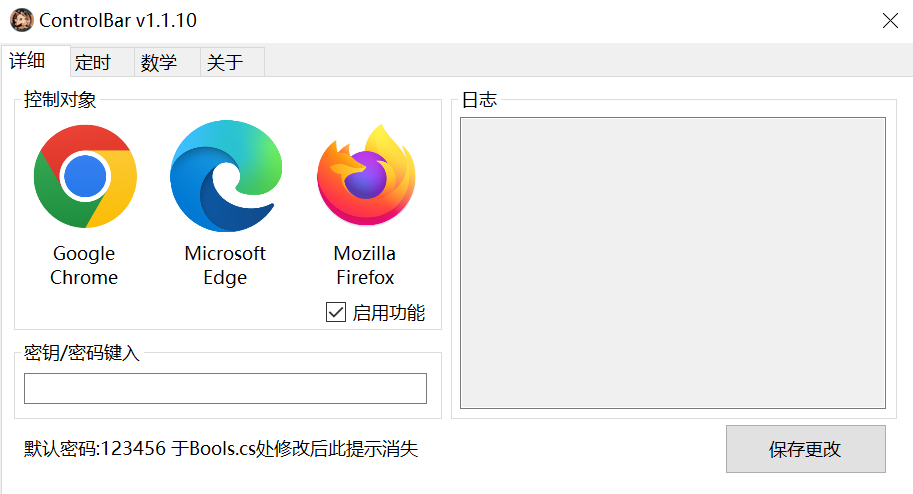 ControlBar v1.1.10
详细 定时 数学 关于
控制对象
Google
Chrome
Microsoft
Edge
Mozilla
Firefox
启用功能
密钥/密码键入
默认密码:123456 于Bools.cs处修改后此提示消失
日志
保存更改